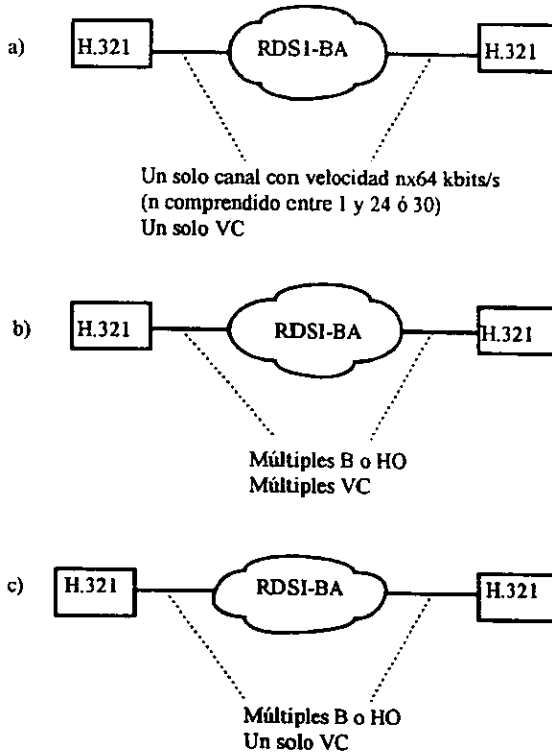 a)
H.321
RDSI-BA
H.321
Un solo canal con velocidad nx64 kbits/s
(n comprendido entre 1 y 24 ó 30)
Un solo VC
b)
H.321
RDSI-BA
H.321
Múltiples B o HO
Múltiples VC
c)
H.321
RDSI-BA
H.321
Múltiples B o HO
Un solo VC